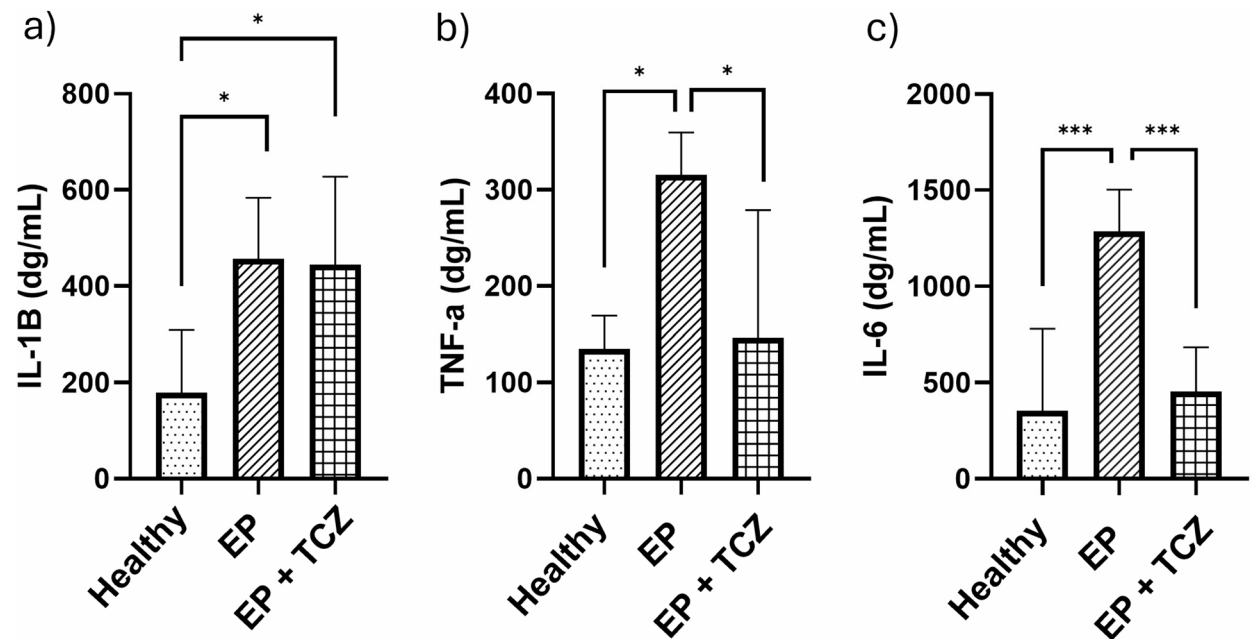 a)
*
*
800
600
400
200
0
IL-1B (dg/mL)
Healthy
EP
EP + TCZ
b)
*
*
400
300
200
100
0
TNF-a (dg/mL)
Healthy
EP
EP + TCZ
c)
***
***
2000
1500
1000
500
0
IL-6 (dg/mL)
Healthy
EP
EP + TCZ